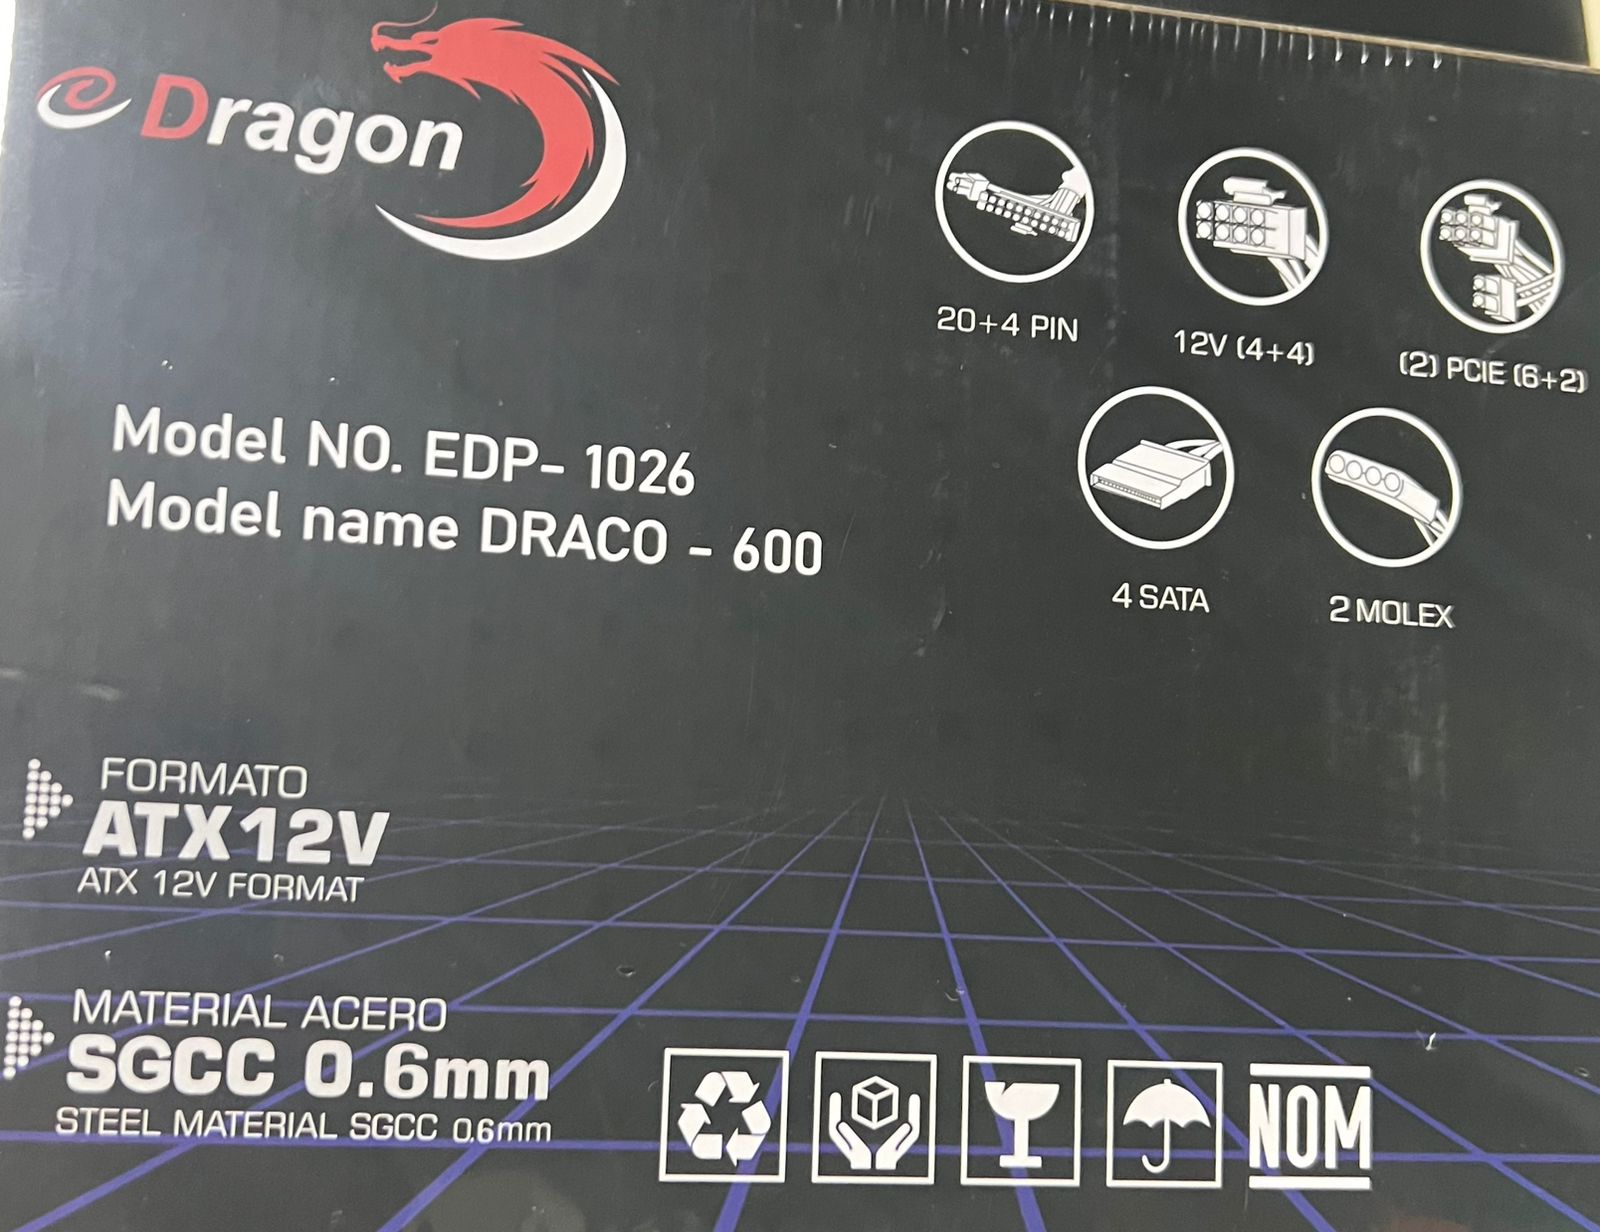 eDragon
20+4 PIN
12V (4+4)
(2) PCIE (6+2)
Model NO. EDP- 1026
Model name DRACO - 600
4 SATA
2 MOLEX
FORMATO
ATX12V
ATX 12V FORMAT
MATERIAL ACERO
SGCC 0.6mm
STEEL MATERIAL SGCC 0.6mm
NOM